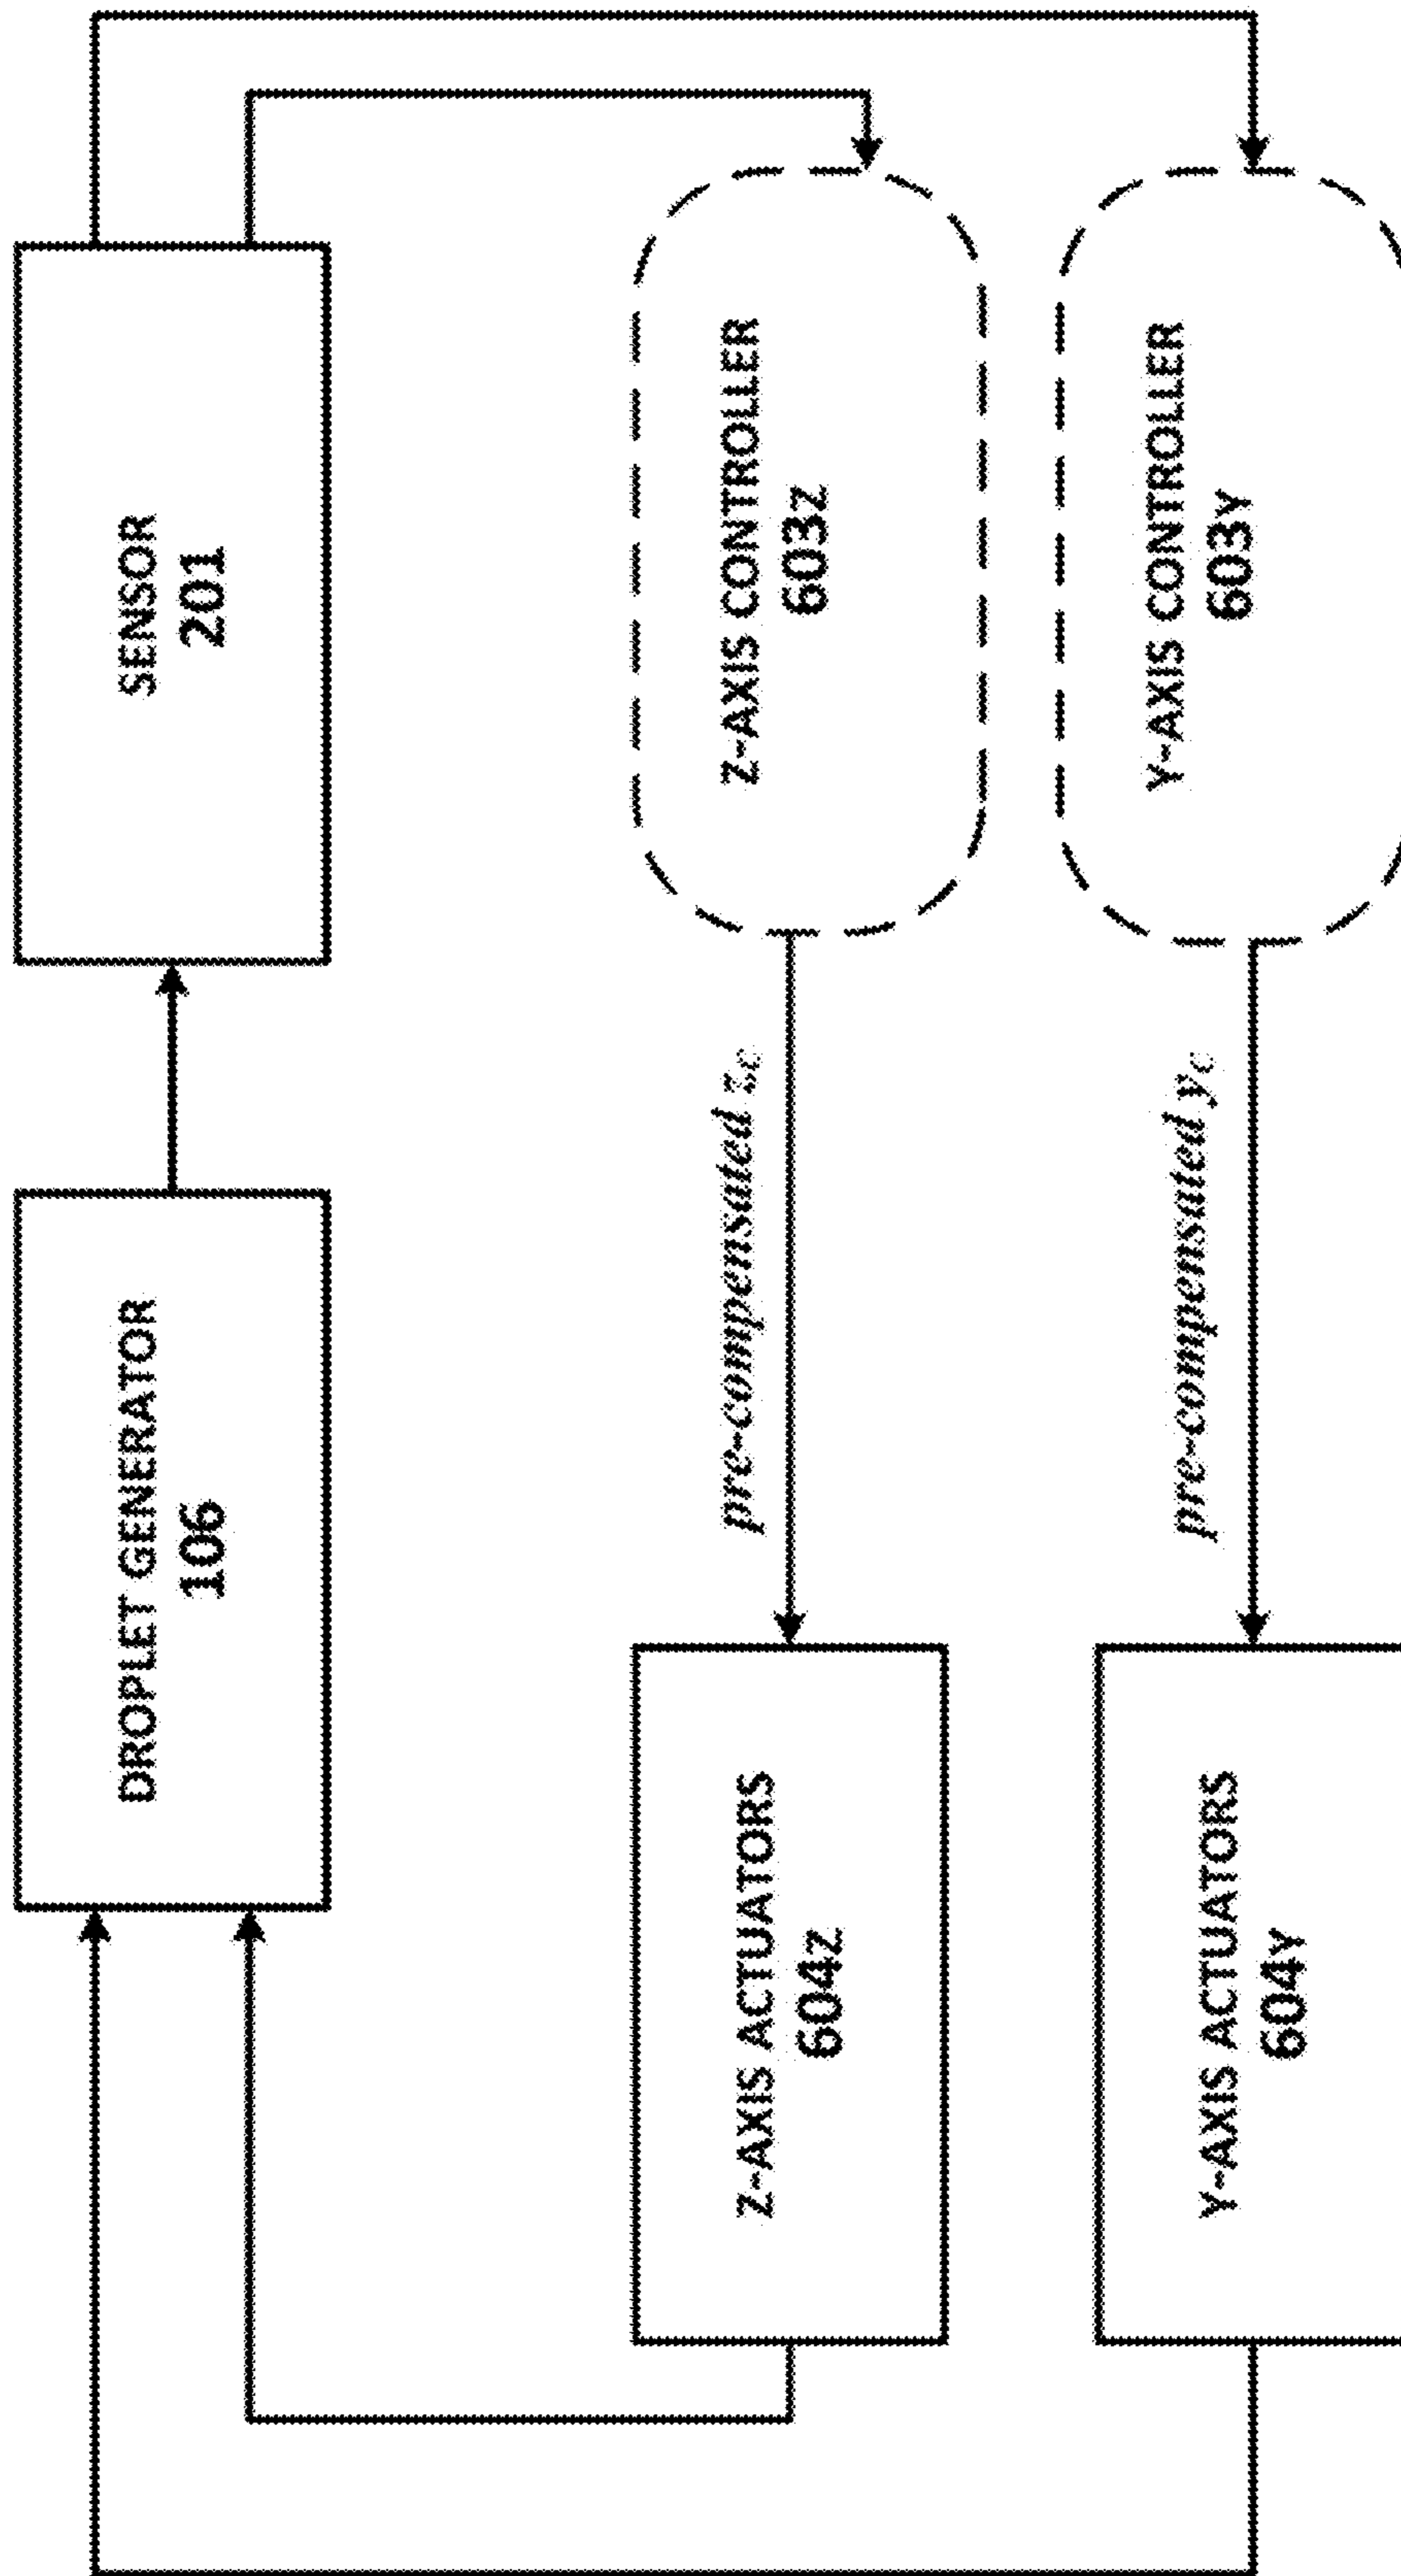 DROPLET GENERATOR
106
SENSOR
201
pre-compensated zc
Z-AXIS ACTUATORS
604Z
Z-AXIS CONTROLLER
603Z
pre-compensated yc
Y-AXIS ACTUATORS
604Y
Y-AXIS CONTROLLER
603Y